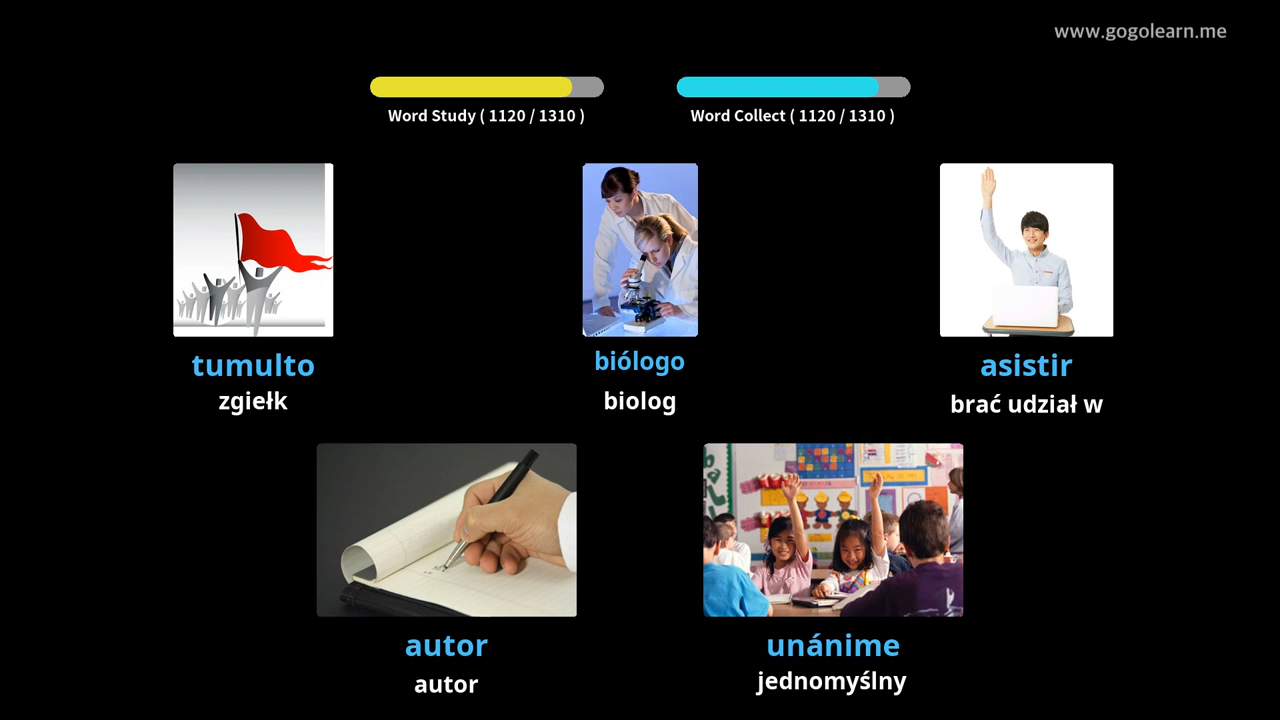 www.gogolearn.me
Word Study ( 1120 / 1310 )
Word Collect ( 1120 / 1310 )
tumulto
zgiełk
biólogo
biolog
asistir
brać udział w
autor
autor
unánime
jednomyślny